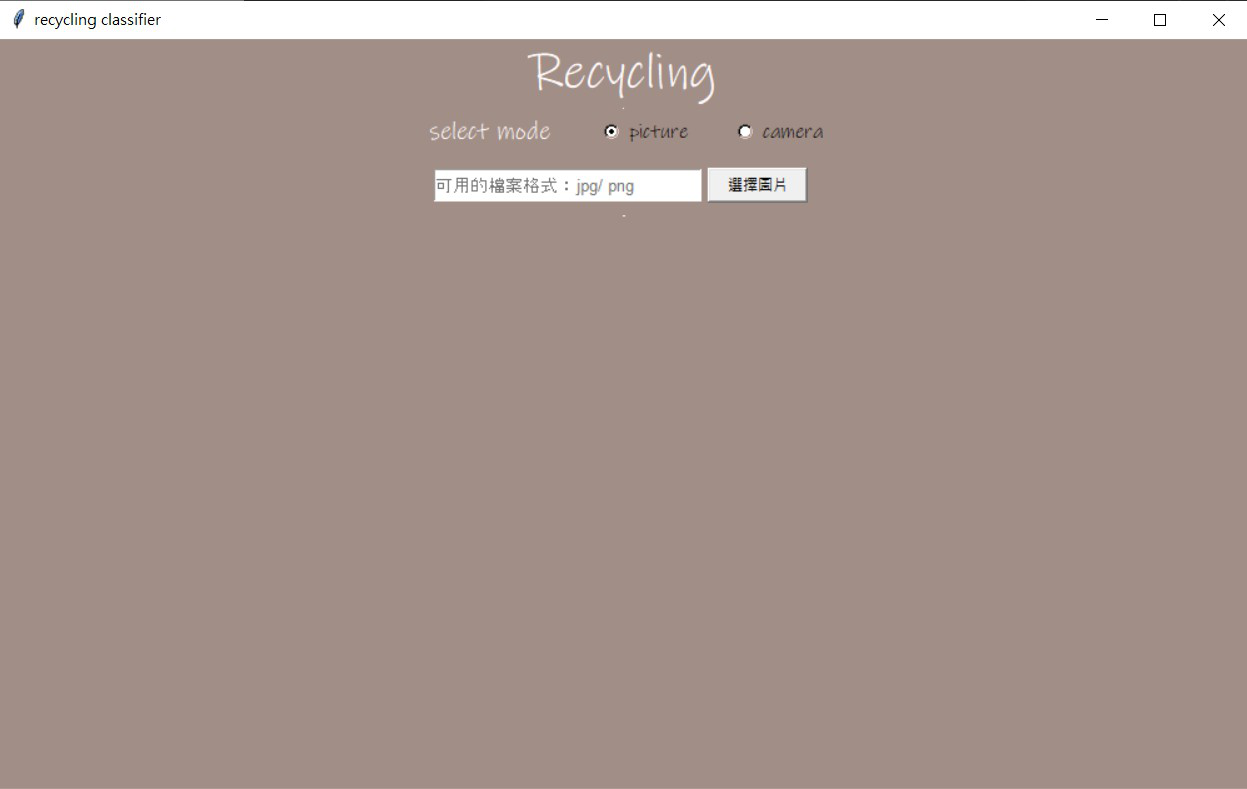 recycling classifier
Recycling
select mode picture camera
可用的檔案格式：jpg/ png 選擇圖片